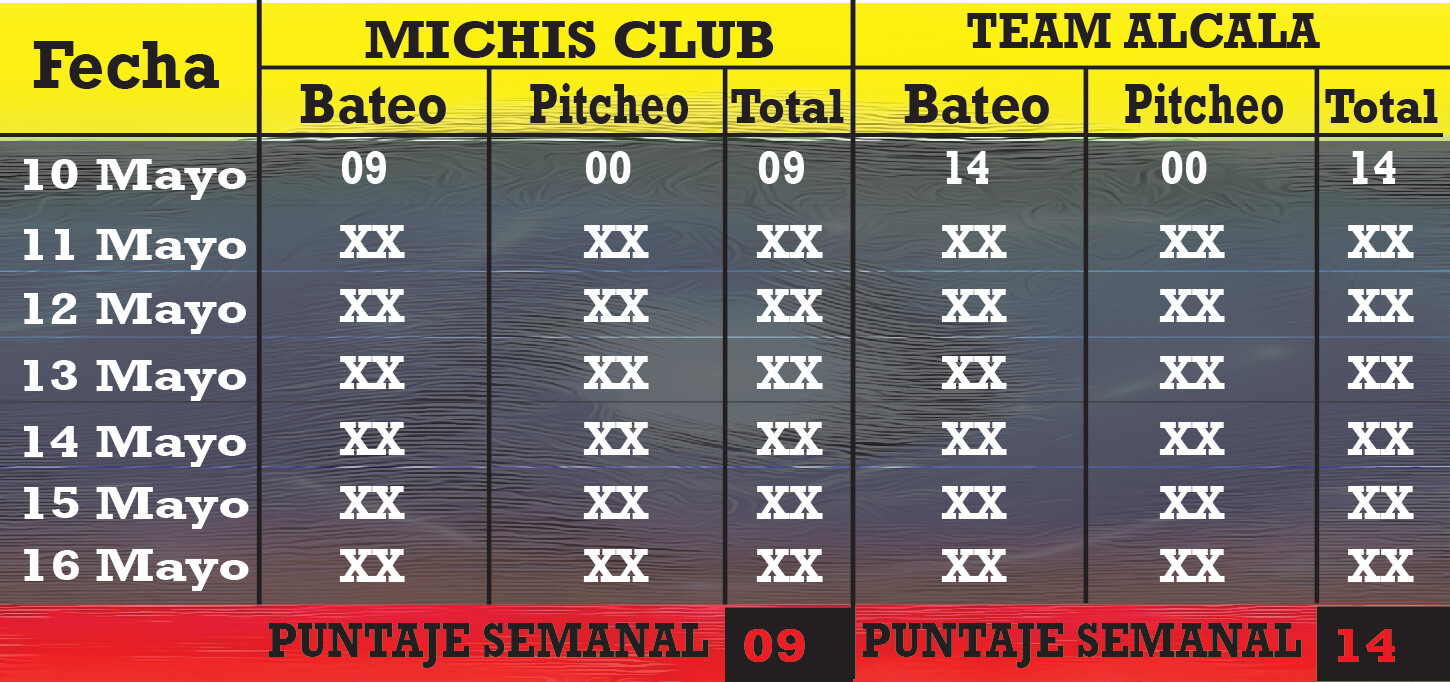 Fecha MICHIS CLUB TEAM ALCALA
Bateo Pitcheo Total Bateo Pitcheo Total
10 Mayo 09 00 09 14 00 14
11 Mayo XX XX XX XX XX XX
12 Mayo XX XX XX XX XX XX
13 Mayo XX XX XX XX XX XX
14 Mayo XX XX XX XX XX XX
15 Mayo XX XX XX XX XX XX
16 Mayo XX XX XX XX XX XX
PUNTAJE SEMANAL 09 PUNTAJE SEMANAL 14